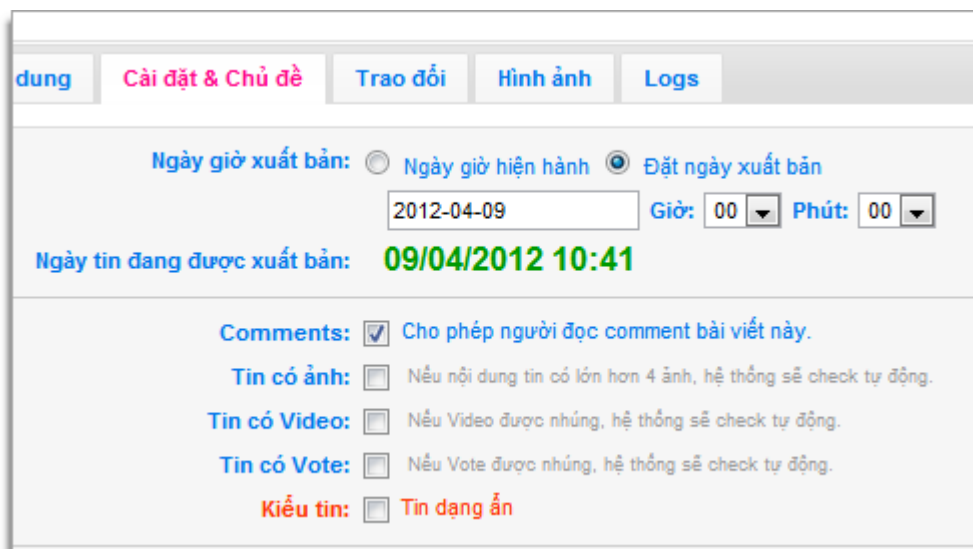 dung Cài đặt & Chủ đề Trao đổi Hình ảnh Logs
Ngày giờ xuất bản: Ngày giờ hiện hành Đặt ngày xuất bản
2012-04-09 Giờ: 00 Phút: 00
Ngày tin đang được xuất bản: 09/04/2012 10:41
Comments: Cho phép người đọc comment bài viết này.
Tin có ảnh: Nếu nội dung tin có lớn hơn 4 ảnh, hệ thống sẽ check tự động.
Tin có Video: Nếu Video được nhúng, hệ thống sẽ check tự động.
Tin có Vote: Nếu Vote được nhúng, hệ thống sẽ check tự động.
Kiểu tin: Tin dạng ẩn